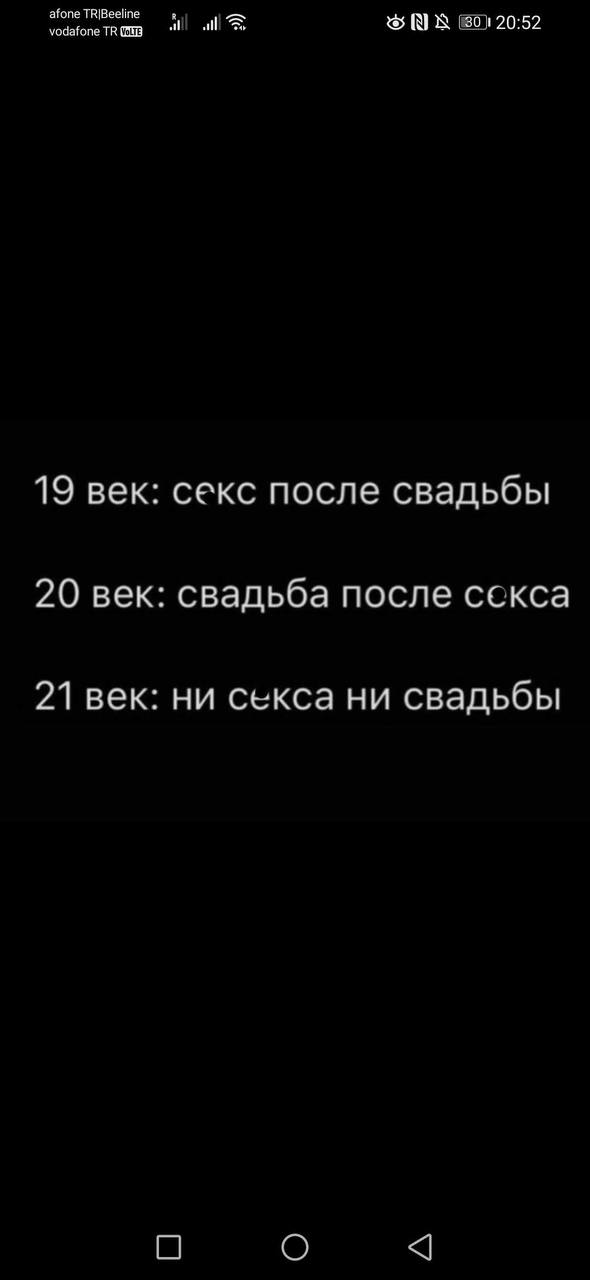 afone TR|Beeline
vodafone TR VoLTE
R
30 20:52
19 век: секс после свадьбы
20 век: свадьба после секса
21 век: ни секса ни свадьбы